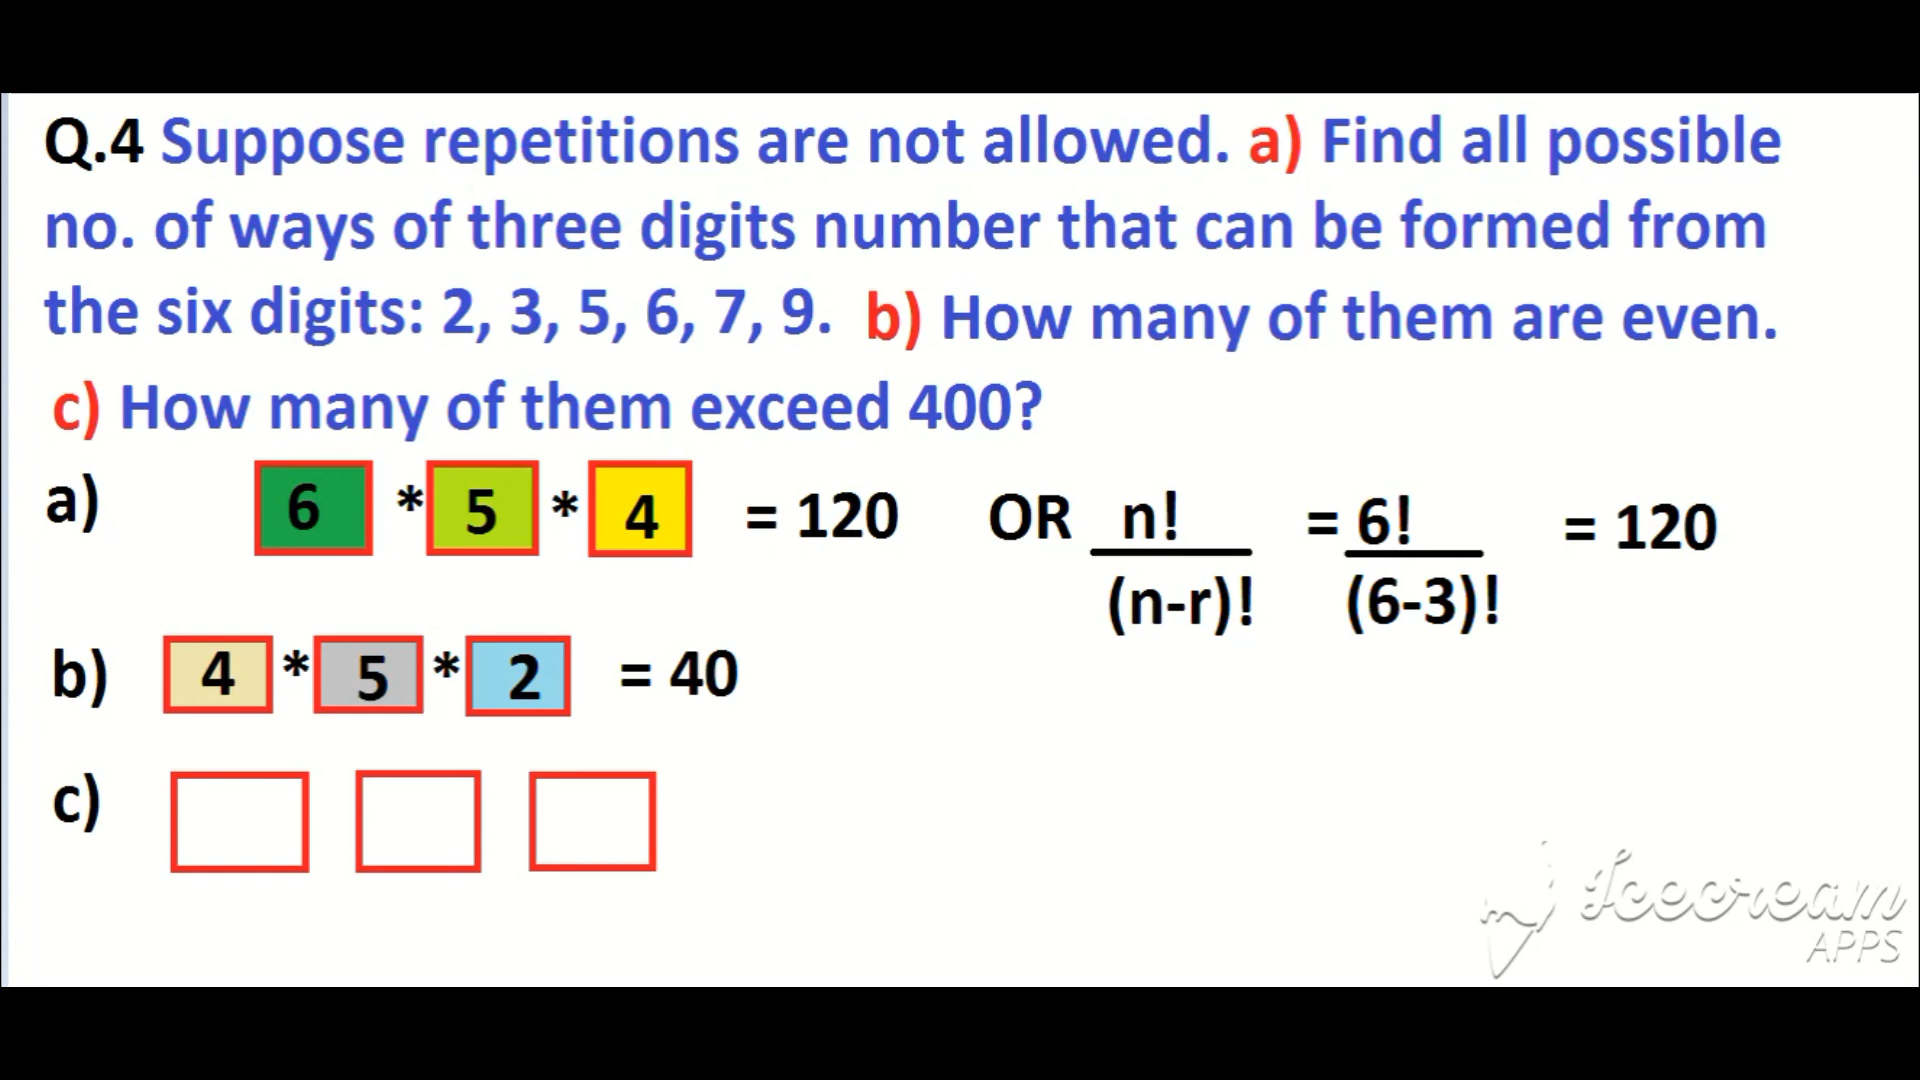 Q.4 Suppose repetitions are not allowed. a) Find all possible
no. of ways of three digits number that can be formed from
the six digits: 2, 3, 5, 6, 7, 9. b) How many of them are even.
c) How many of them exceed 400?
a) 6 * 5 * 4 = 120 OR n! = 6! = 120
(n-r)! (6-3)!
b) 4 * 5 * 2 = 40
c)
Icecream
APPS